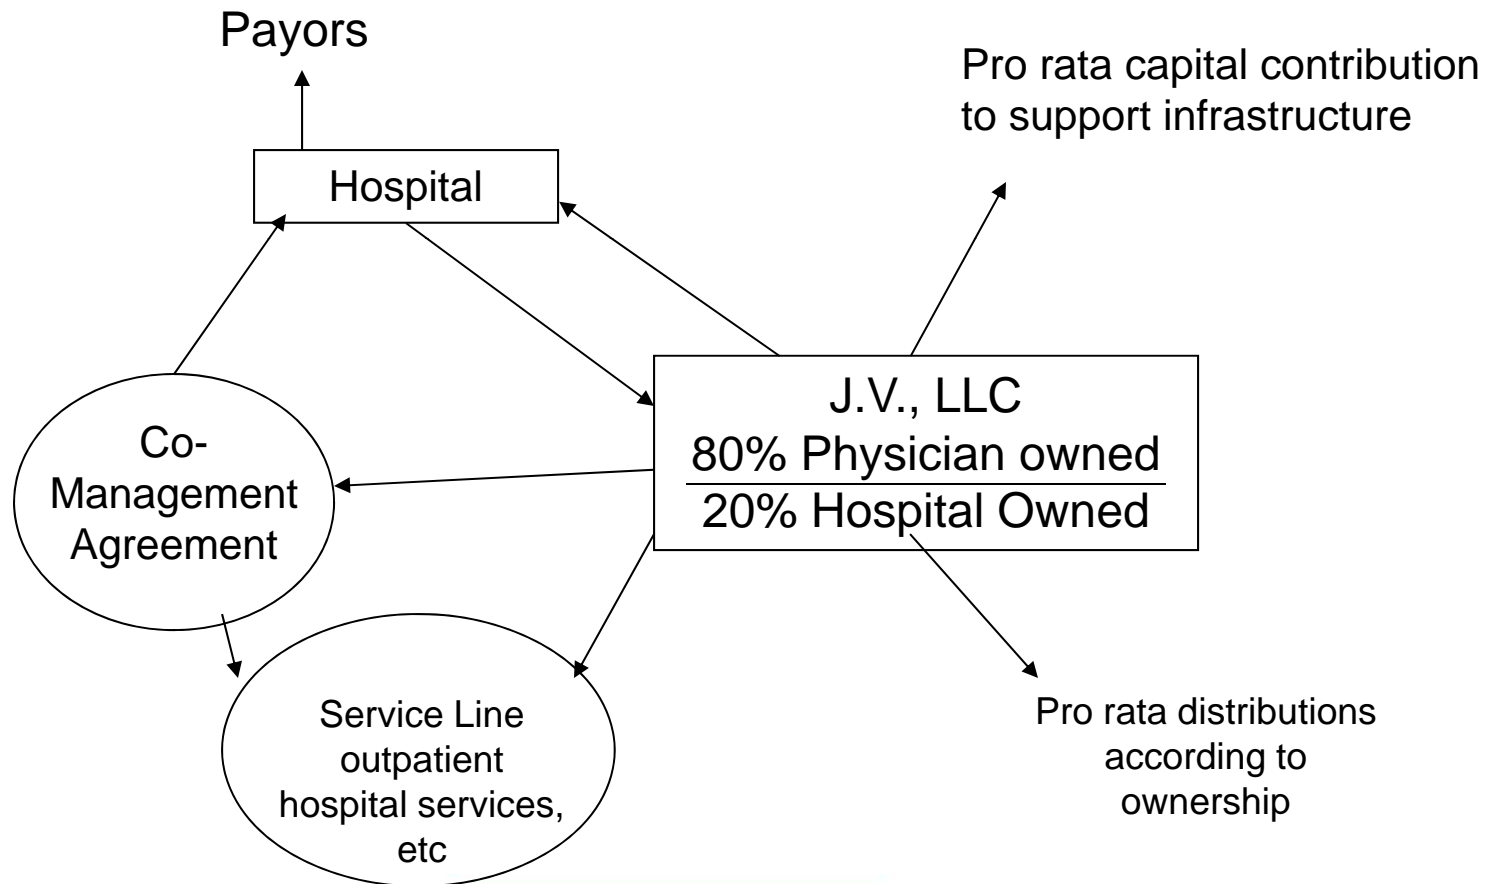 Payors
Pro rata capital contribution
to support infrastructure
Hospital
J.V., LLC
80% Physician owned
20% Hospital Owned
Co-
Management
Agreement
Service Line
outpatient
hospital services,
etc
Pro rata distributions
according to
ownership